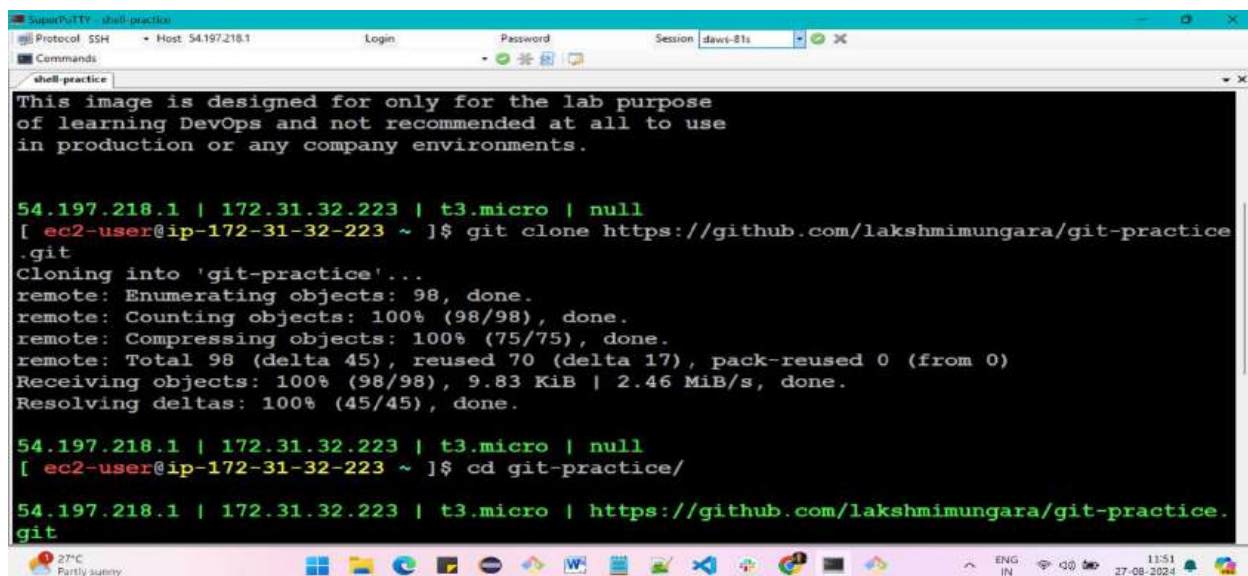 SuperPuTTY - shell-practice
Protocol SSH Host 54.197.218.1 Login Password Session daws-81s
Commands
shell-practice
This image is designed for only for the lab purpose
of learning DevOps and not recommended at all to use
in production or any company environments.
54.197.218.1 | 172.31.32.223 | t3.micro | null
[ ec2-user@ip-172-31-32-223 ~ ]$ git clone https://github.com/lakshmimungara/git-practice
.git
Cloning into 'git-practice'...
remote: Enumerating objects: 98, done.
remote: Counting objects: 100% (98/98), done.
remote: Compressing objects: 100% (75/75), done.
remote: Total 98 (delta 45), reused 70 (delta 17), pack-reused 0 (from 0)
Receiving objects: 100% (98/98), 9.83 KiB | 2.46 MiB/s, done.
Resolving deltas: 100% (45/45), done.
54.197.218.1 | 172.31.32.223 | t3.micro | null
[ ec2-user@ip-172-31-32-223 ~ ]$ cd git-practice/
54.197.218.1 | 172.31.32.223 | t3.micro | https://github.com/lakshmimungara/git-practice.
git
27°C ENG 11:51
Partly sunny IN 27-08-2024